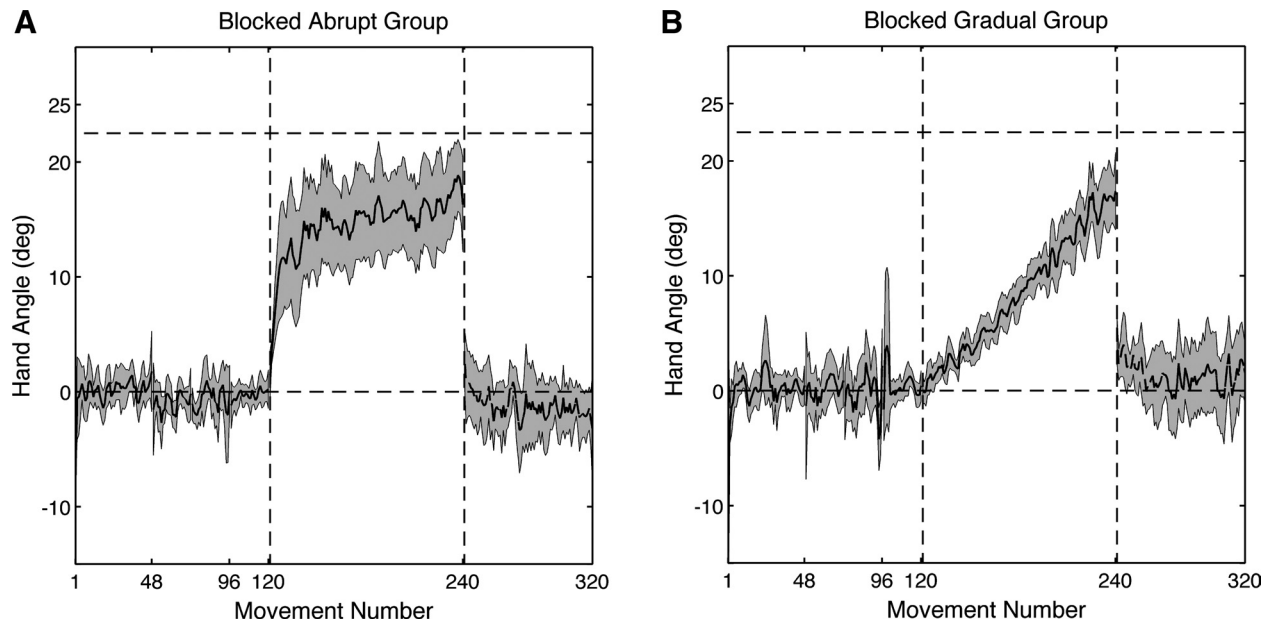 A
Blocked Abrupt Group
25
20
10
0
-10
Hand Angle (deg)
1 48 96 120 240 320
Movement Number
B
Blocked Gradual Group
25
20
10
0
-10
Hand Angle (deg)
1 48 96 120 240 320
Movement Number